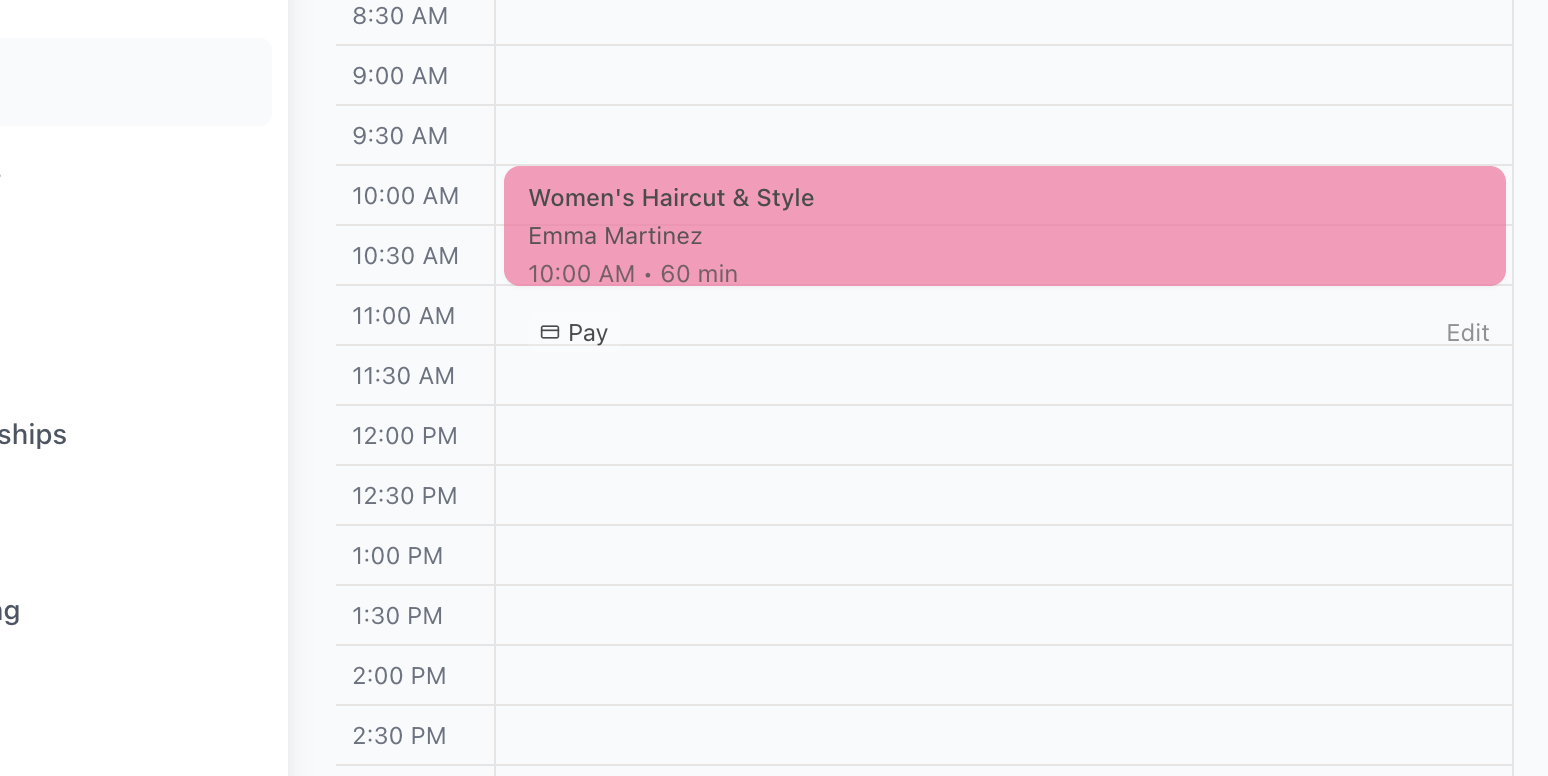 8:30 AM
9:00 AM
9:30 AM
10:00 AM
Women's Haircut & Style
Emma Martinez
10:30 AM
10:00 AM • 60 min
11:00 AM
Pay
Edit
11:30 AM
ships
12:00 PM
12:30 PM
1:00 PM
1:30 PM
ng
2:00 PM
2:30 PM